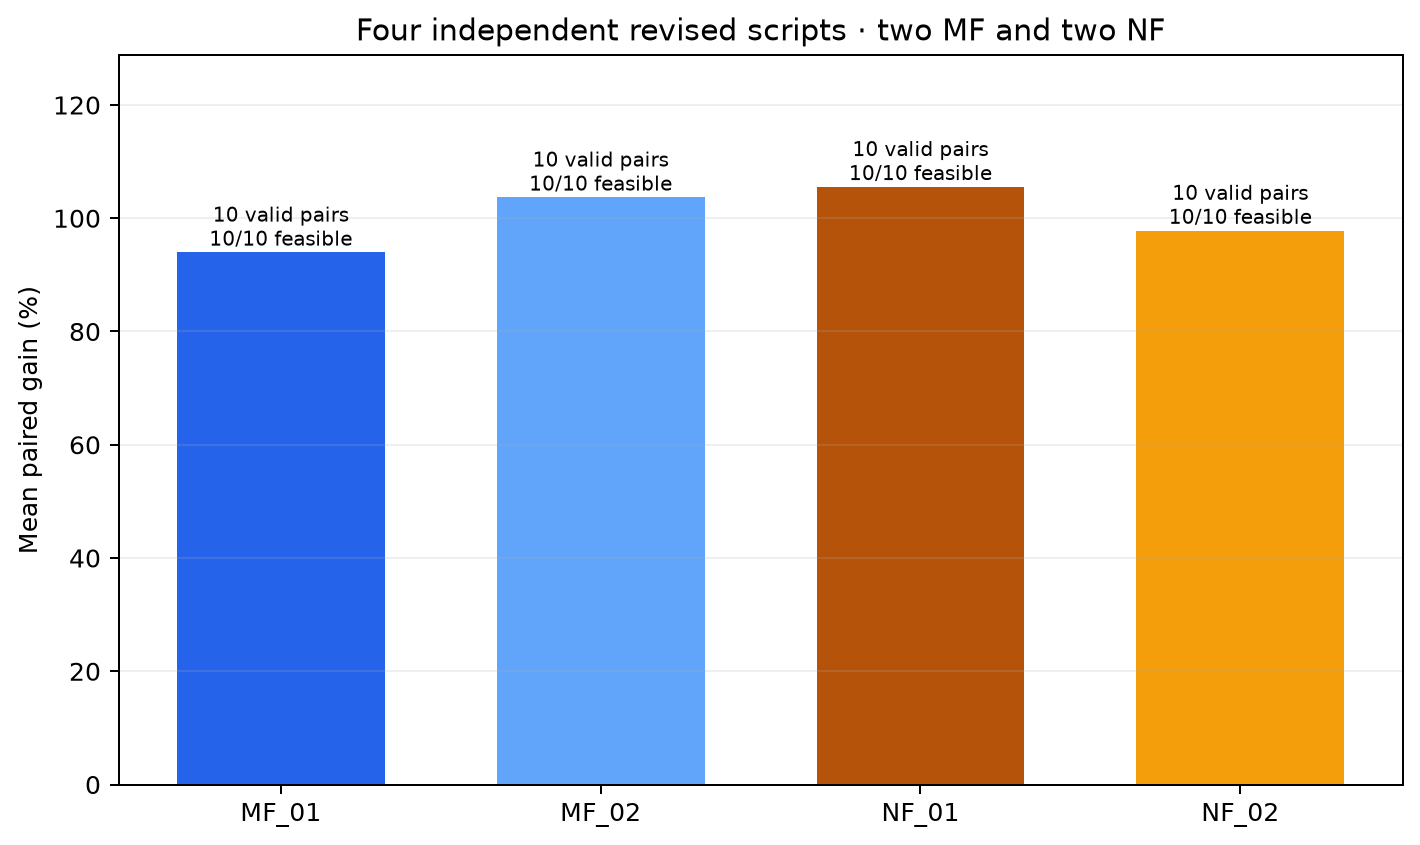 Four independent revised scripts · two MF and two NF
Mean paired gain (%)
120
100
80
60
40
20
0
10 valid pairs
10/10 feasible
10 valid pairs
10/10 feasible
10 valid pairs
10/10 feasible
10 valid pairs
10/10 feasible
MF_01
MF_02
NF_01
NF_02